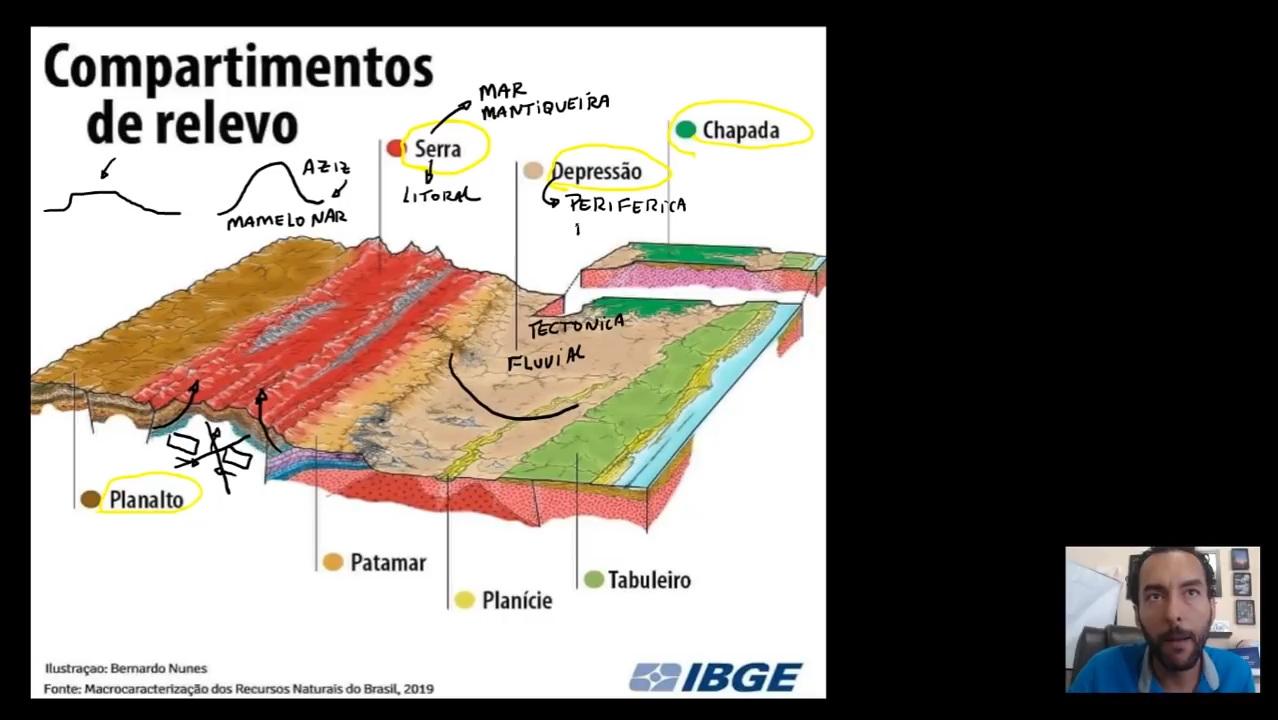 Compartimentos
de relevo
MAR
MANTIQUEIRA
Serra
LITORAL
Chapada
Depressão
PERIFERICA
AZIZ
MAMELONAR
TECTONICA
FLUVIAL
Planalto
Patamar
Planície
Tabuleiro
Ilustraçao: Bernardo Nunes
Fonte: Macrocaracterização dos Recursos Naturais do Brasil, 2019
IBGE